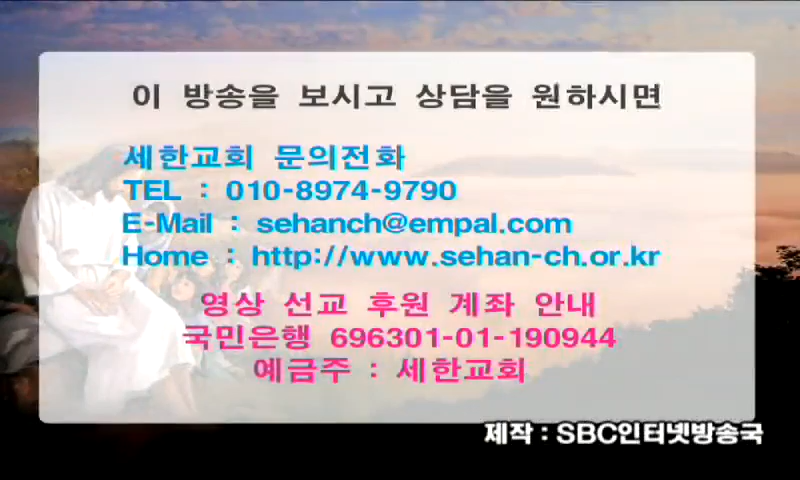 이 방송을 보시고 상담을 원하시면
세한교회 문의전화
TEL : 010-8974-9790
E-Mail : sehanch@empal.com
Home : http://www.sehan-ch.or.kr
영상 선교 후원 계좌 안내
국민은행 696301-01-190944
예금주 : 세한교회
제작 : SBC인터넷방송국